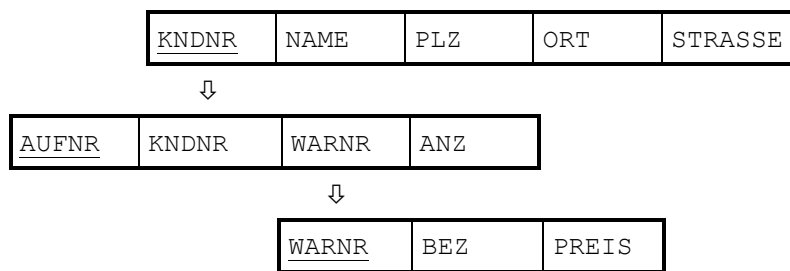 KNDNR NAME PLZ ORT STRASSE
AUFNR KNDNR WARNR ANZ
WARNR BEZ PREIS